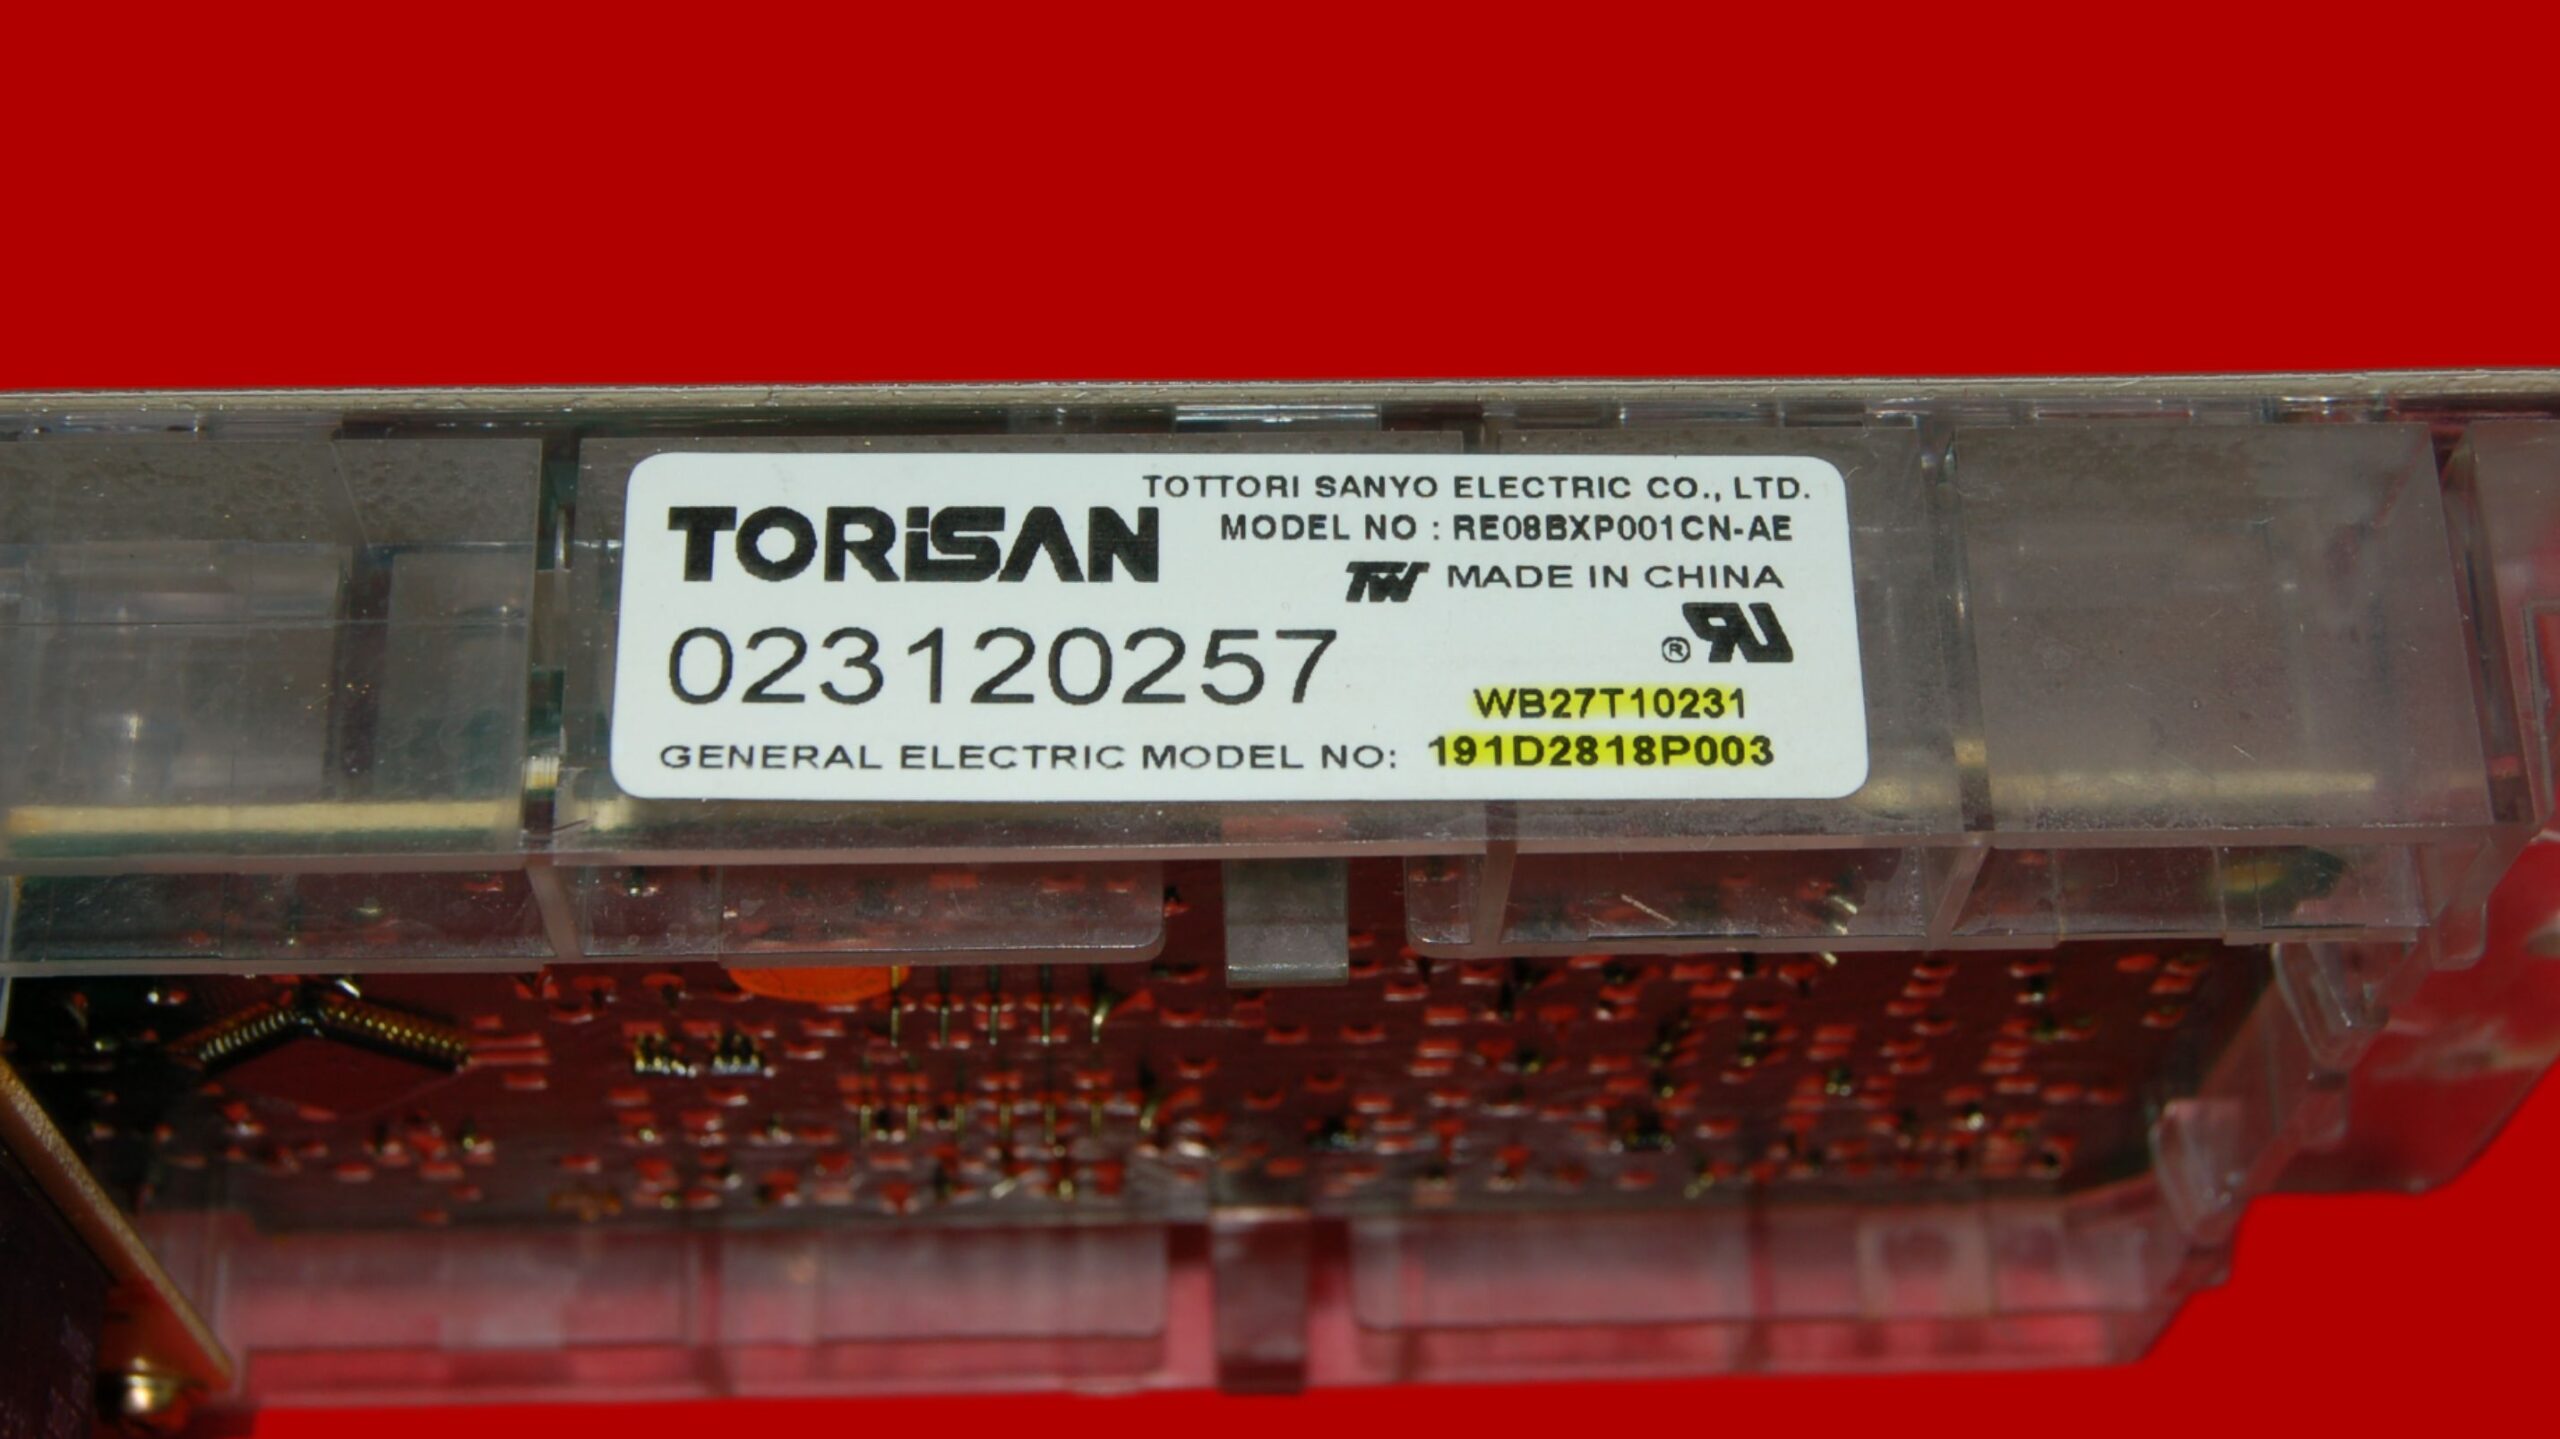 TOTTORI SANYO ELECTRIC CO., LTD.
TORiSAN
MODEL NO : RE08BXP001CN-AE
TW MADE IN CHINA
023120257
®
WB27T10231
GENERAL ELECTRIC MODEL NO: 191D2818P003